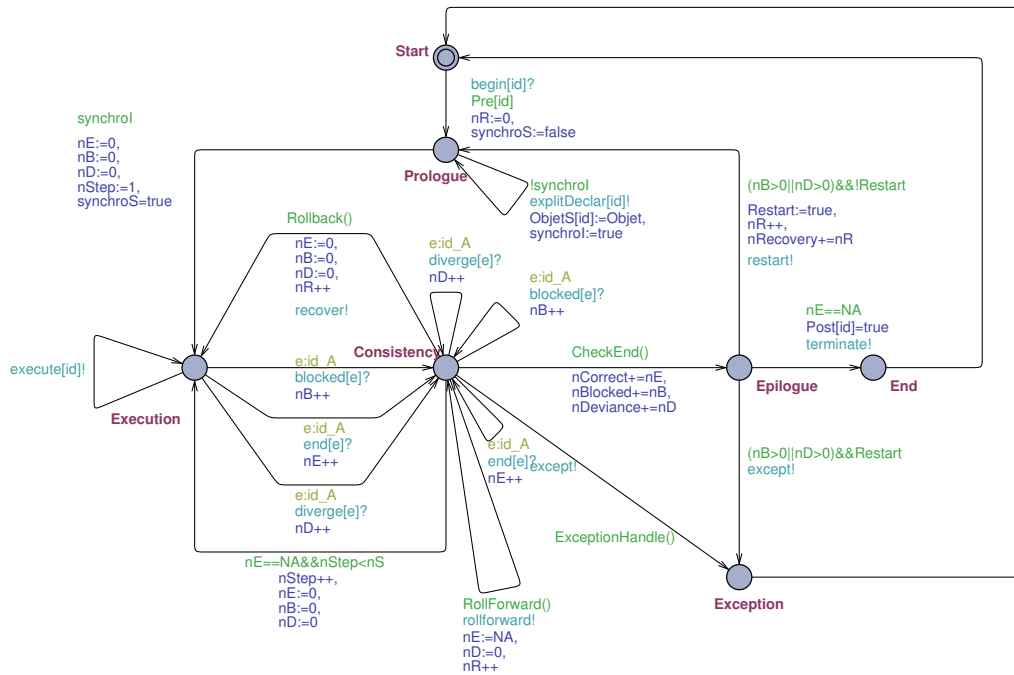 Start
begin[id]?
Pre[id]
nR:=0,
synchroS:=false
synchroI
nE:=0,
nB:=0,
nD:=0,
nStep:=1,
synchroS=true
Prologue
!synchroI
explitDeclar[id]!
ObjetS[id]:=Objet,
synchroI:=true
(nB>0||nD>0)&&!Restart
Restart:=true,
nR++,
nRecovery+=nR
restart!
Rollback()
nE:=0,
nB:=0,
nD:=0,
nR++
recover!
e:id_A
diverge[e]?
nD++
e:id_A
blocked[e]?
nB++
nE==NA
Post[id]=true
terminate!
execute[id]!
Execution
Consistency
e:id_A
blocked[e]?
nB++
CheckEnd()
nCorrect+=nE,
nBlocked+=nB,
nDeviance+=nD
Epilogue
End
e:id_A
end[e]?
nE++
e:id_A
end[e]?
nE++
except!
(nB>0||nD>0)&&Restart
except!
e:id_A
diverge[e]?
nD++
ExceptionHandle()
nE==NA&&nStep<nS
nStep++,
nE:=0,
nB:=0,
nD:=0
RollForward()
rollforward!
nE:=NA,
nD:=0,
nR++
Exception